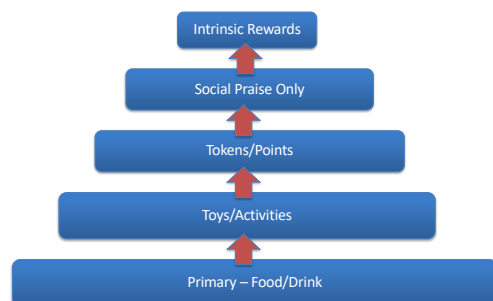 Intrinsic Rewards
Social Praise Only
Tokens/Points
Toys/Activities
Primary – Food/Drink